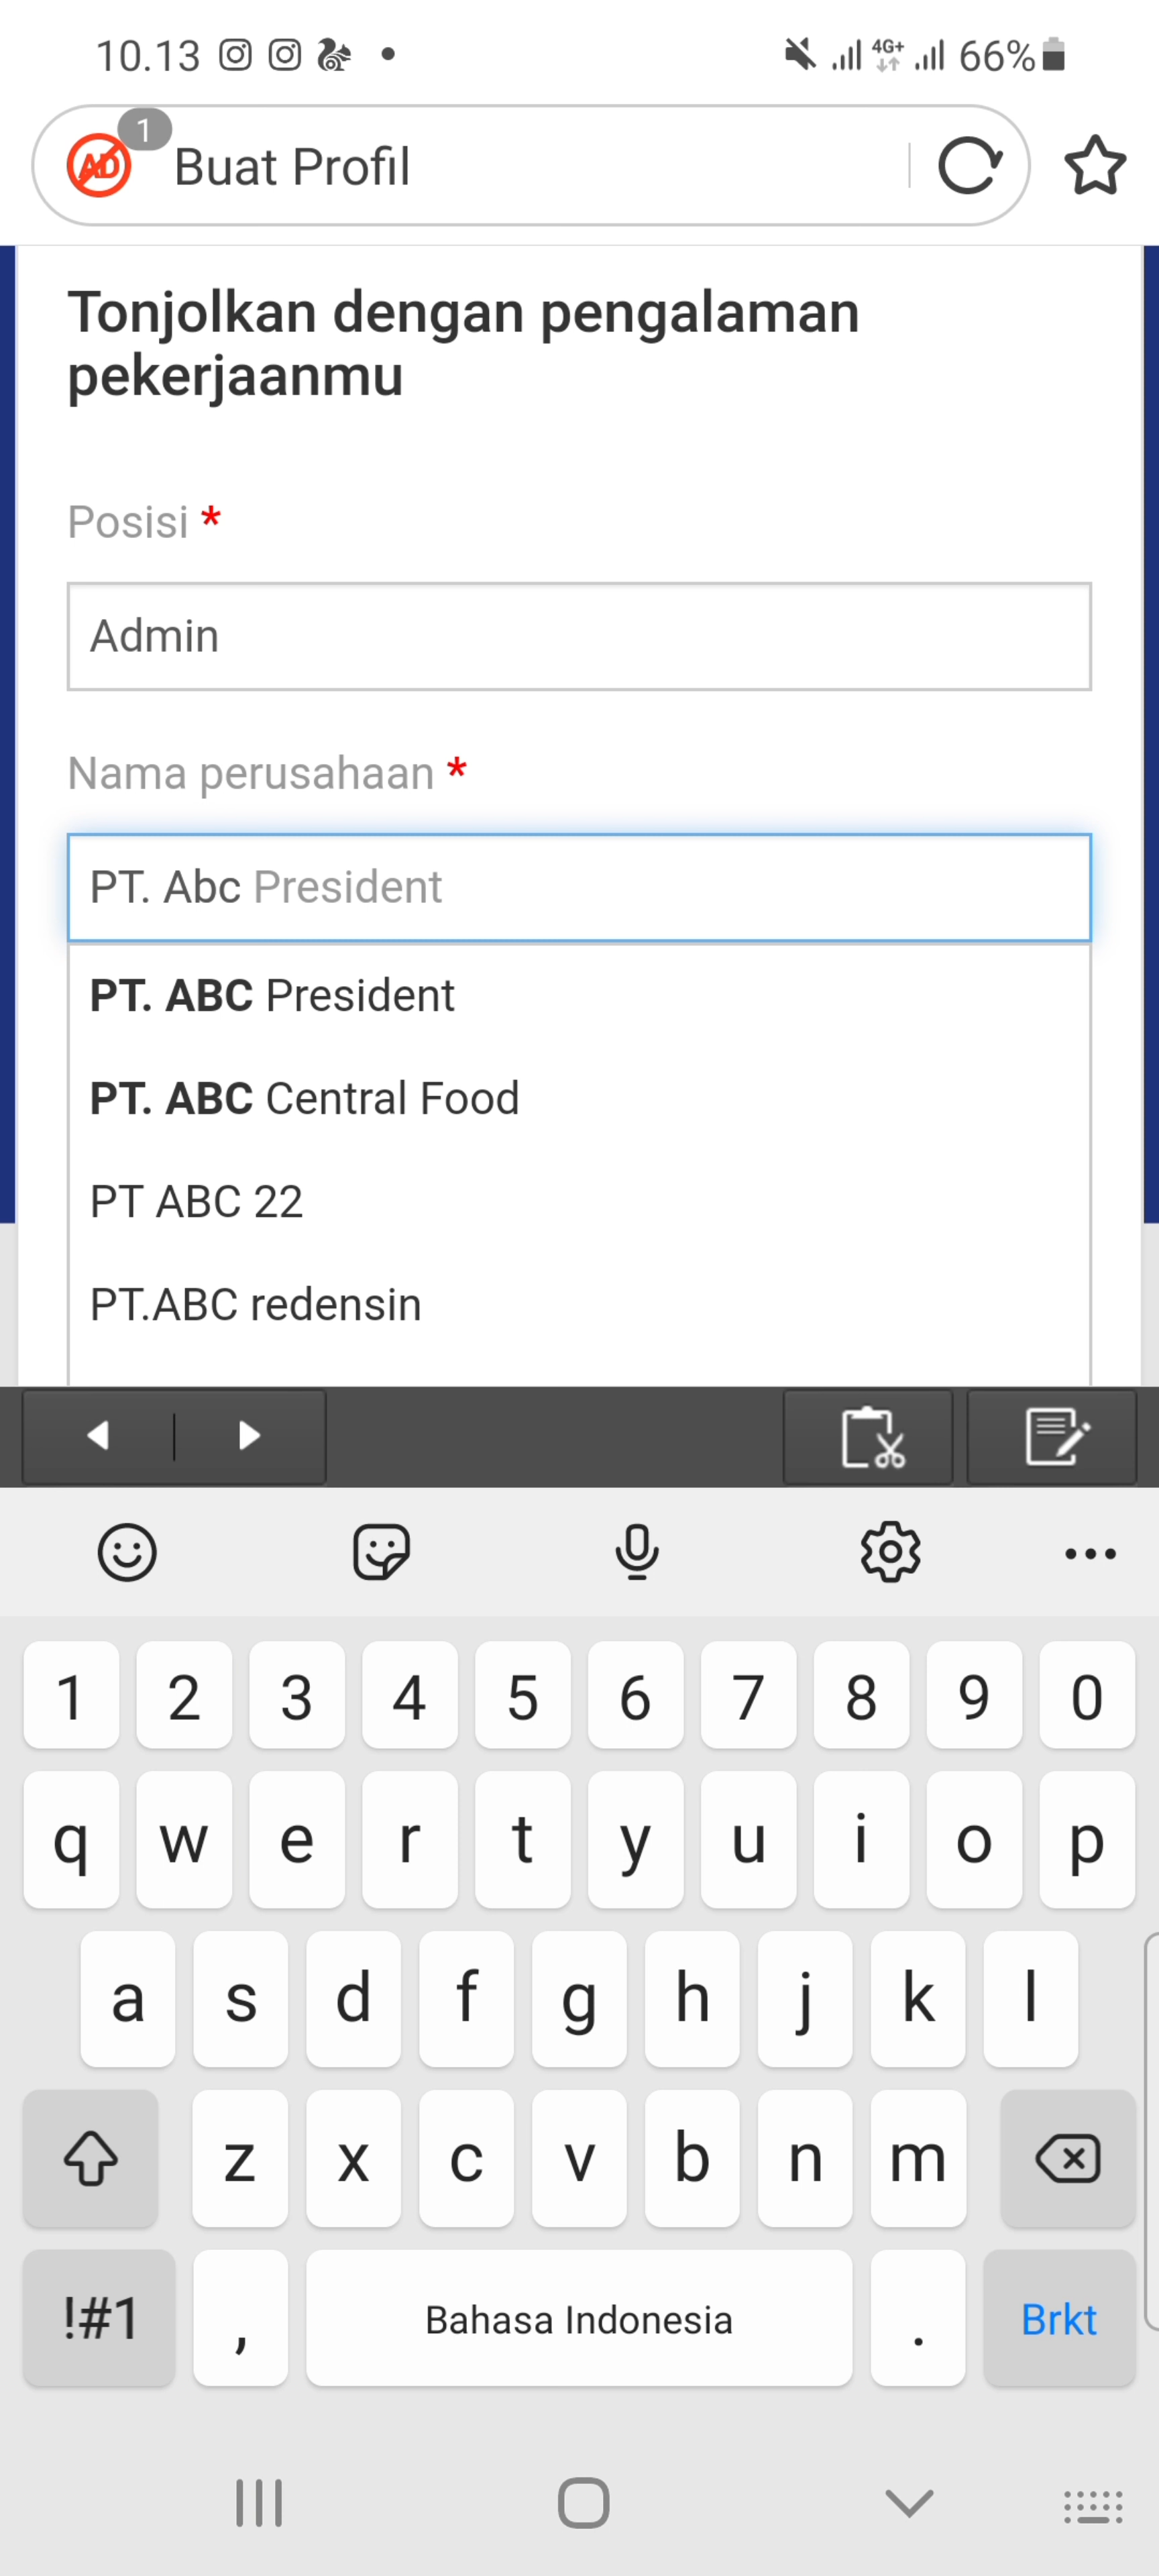 10.13
4G+
66%
AD
1
Buat Profil
Tonjolkan dengan pengalaman
pekerjaanmu
Posisi *
Admin
Nama perusahaan *
PT. Abc President
PT. ABC President
PT. ABC Central Food
PT ABC 22
PT.ABC redensin
1 2 3 4 5 6 7 8 9 0
q w e r t y u i o p
a s d f g h j k l
z x c v b n m
!#1 , Bahasa Indonesia . Brkt